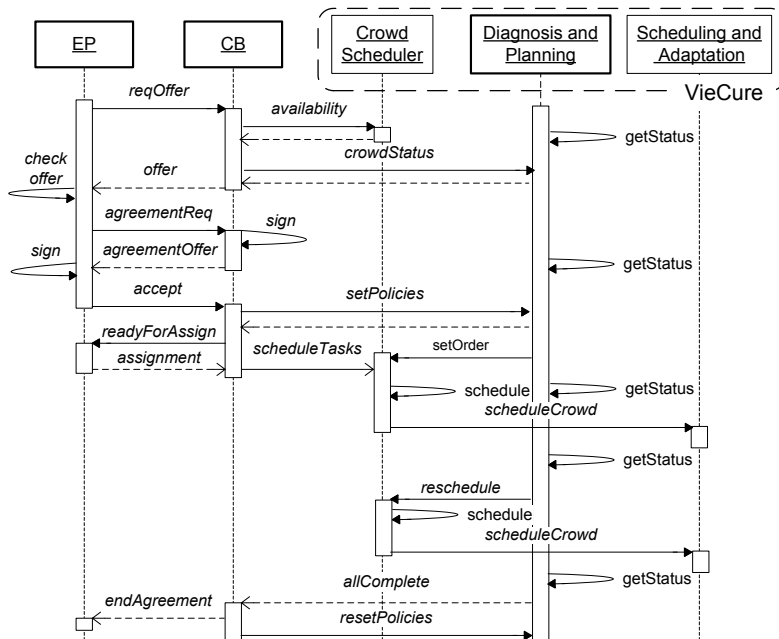 EP
CB
Crowd
Scheduler
Diagnosis and
Planning
Scheduling and
Adaptation
VieCure
reqOffer
availability
getStatus
crowdStatus
check
offer
offer
agreementReq
sign
agreementOffer
sign
getStatus
accept
setPolicies
readyForAssign
assignment
scheduleTasks
setOrder
schedule
getStatus
scheduleCrowd
getStatus
reschedule
schedule
scheduleCrowd
allComplete
getStatus
endAgreement
resetPolicies